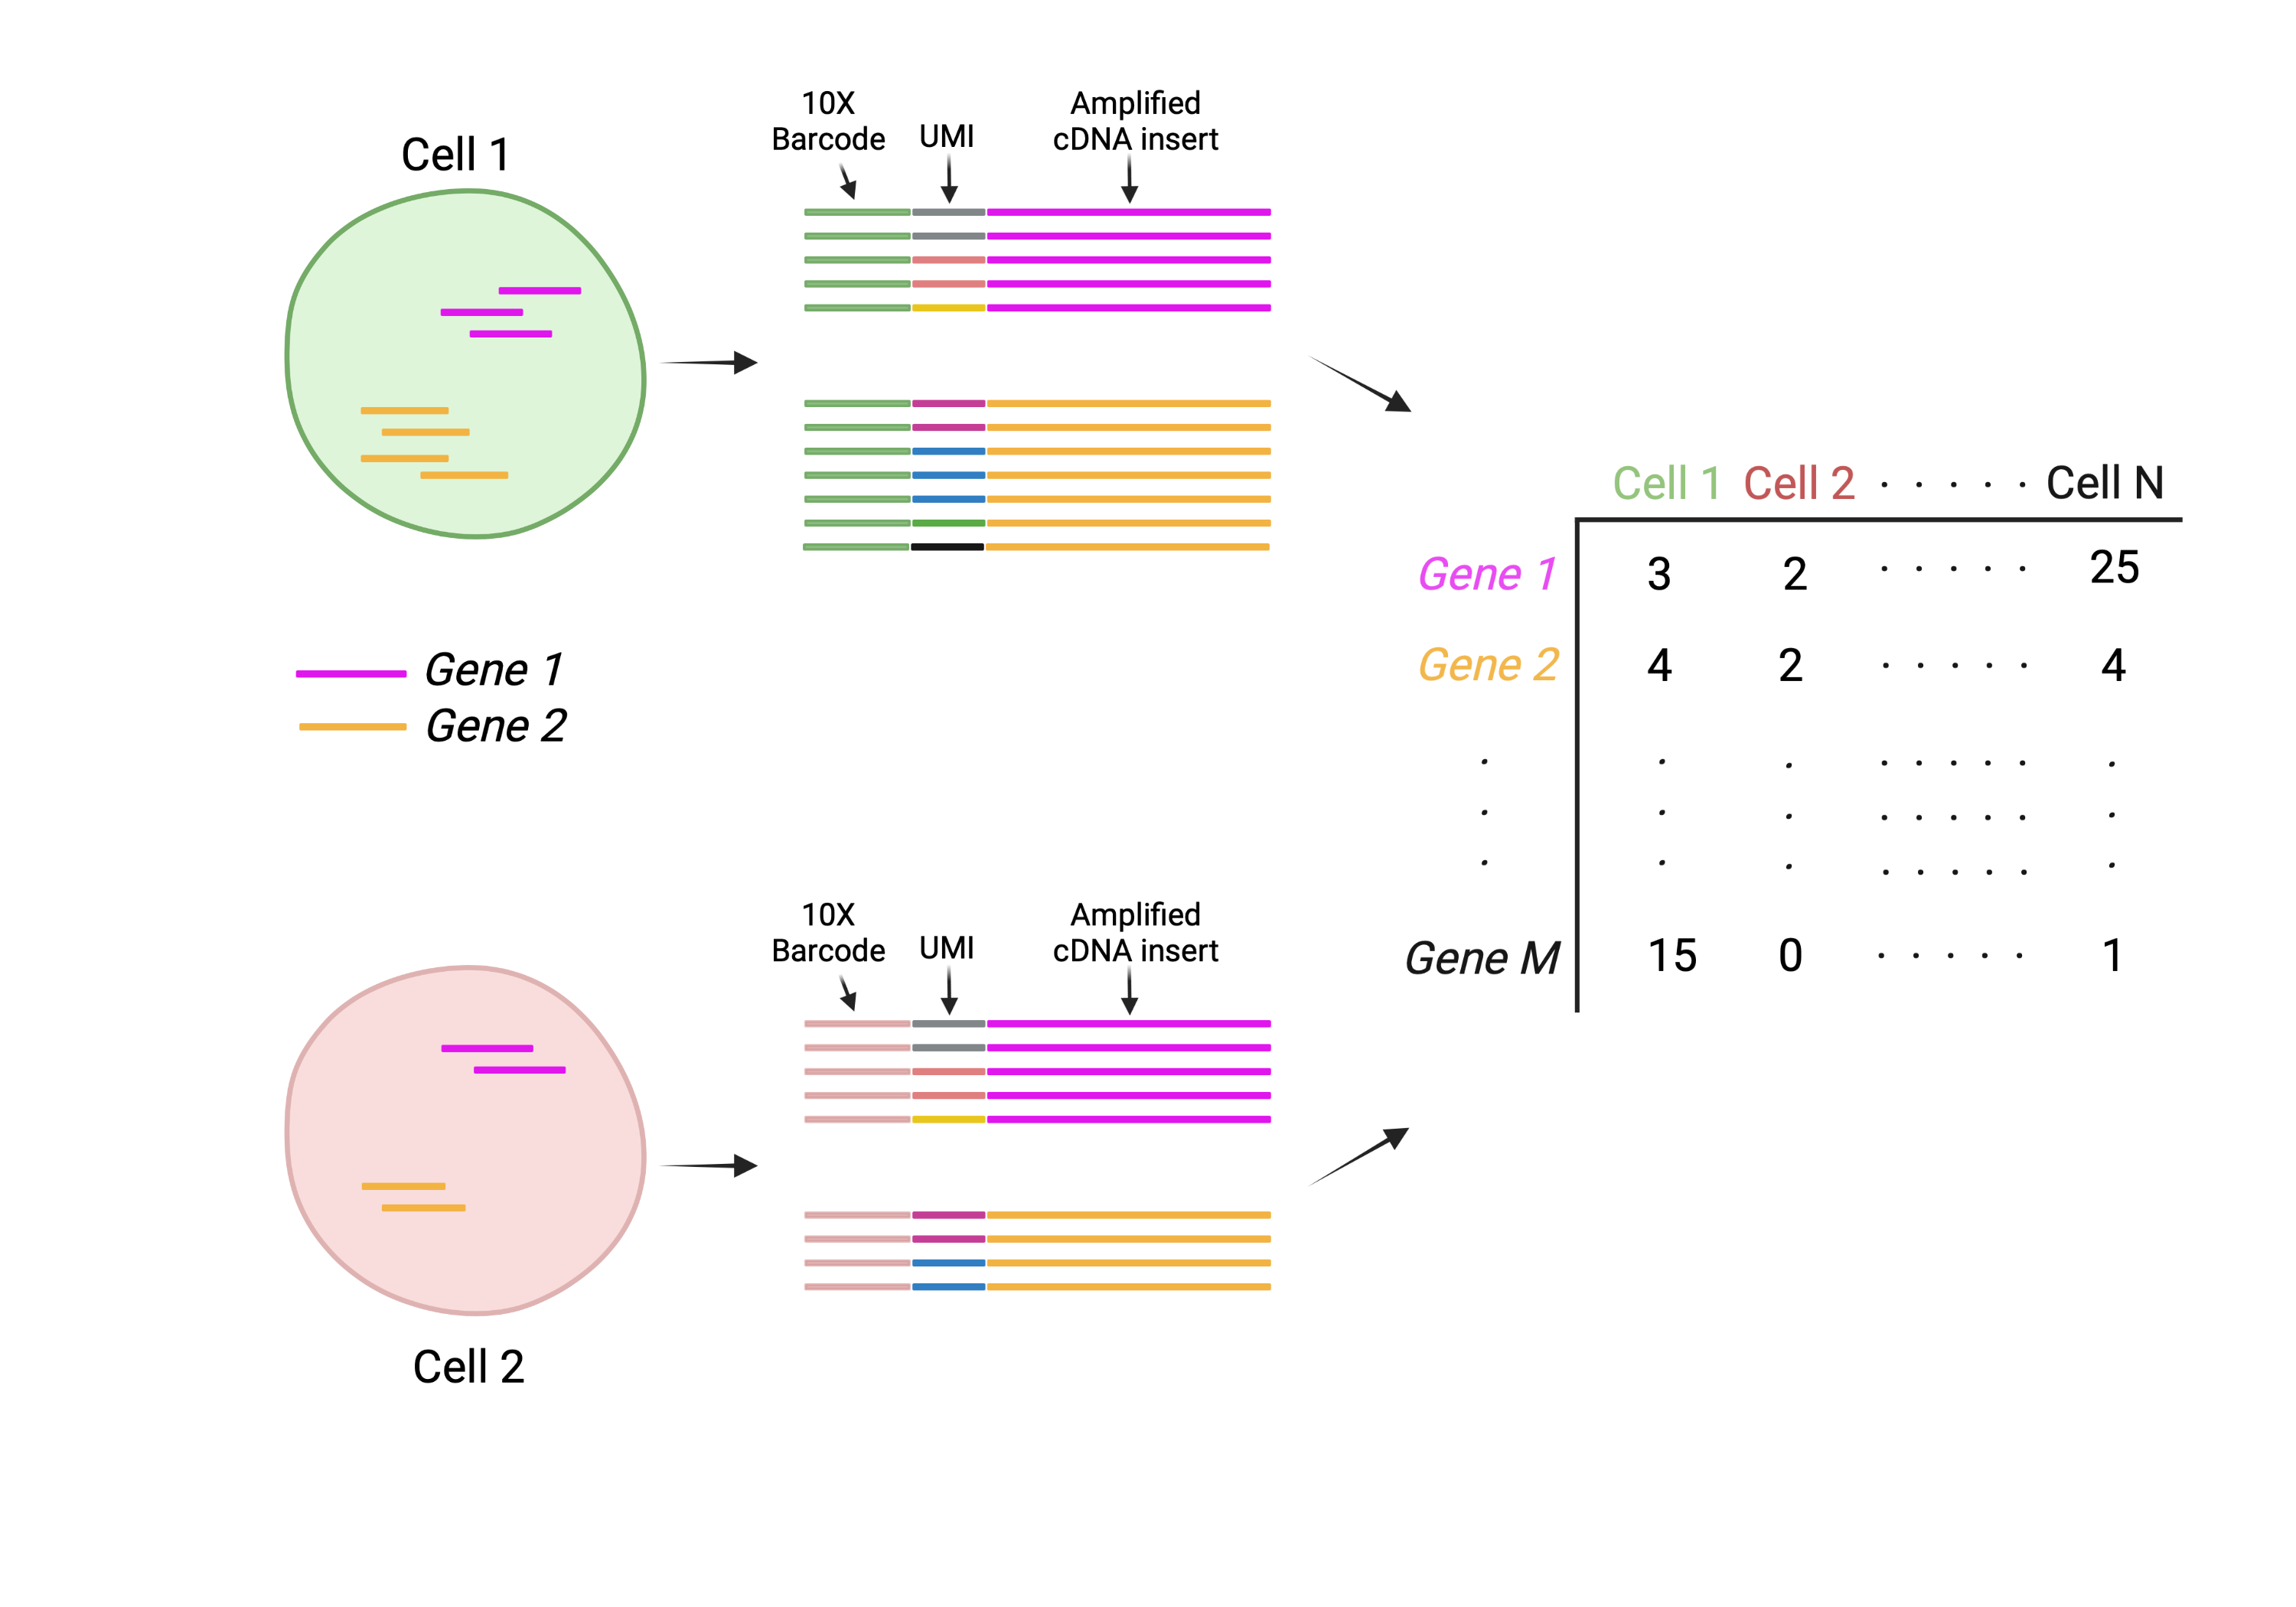 Cell 1
10X
Barcode
UMI
Amplified
cDNA insert
Gene 1
Gene 2
Cell 1 Cell 2 . . . . . Cell N
Gene 1 3 2 . . . . . 25
Gene 2 4 2 . . . . . 4
. . . . . . . . .
. . . . . . . . .
. . . . . . . . .
Gene M 15 0 . . . . . 1
10X
Barcode
UMI
Amplified
cDNA insert
Cell 2